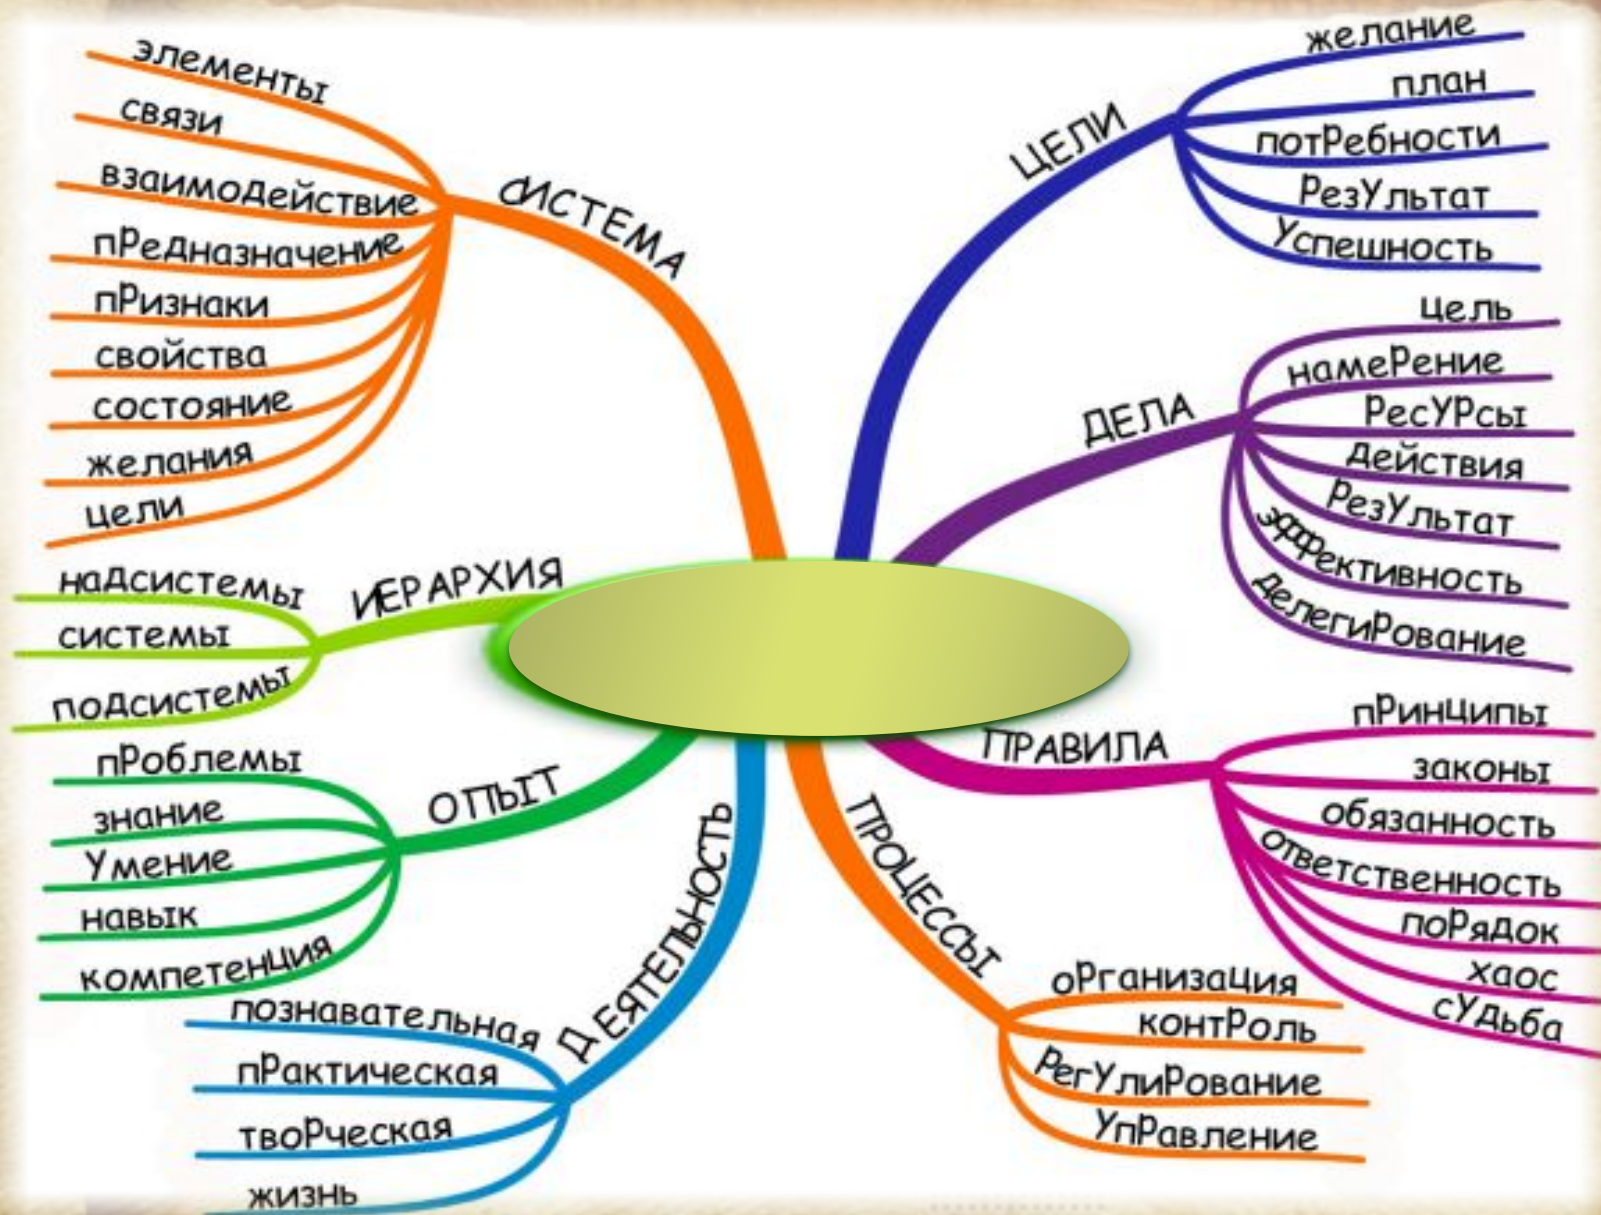 СИСТЕМА
элементы
связи
взаимодействие
предназначение
признаки
свойства
состояние
желания
цели
ИЕРАРХИЯ
надсистемы
системы
подсистемы
ОПЫТ
проблемы
знание
умение
навык
компетенция
ДЕЯТЕЛЬНОСТЬ
познавательная
практическая
творческая
жизнь
ЦЕЛИ
желание
план
потребности
результат
успешность
ДЕЛА
цель
намерение
ресурсы
действия
результат
эффективность
делегирование
ПРАВИЛА
принципы
законы
обязанность
ответственность
порядок
хаос
судьба
ПРОЦЕССЫ
организация
контроль
регулирование
управление